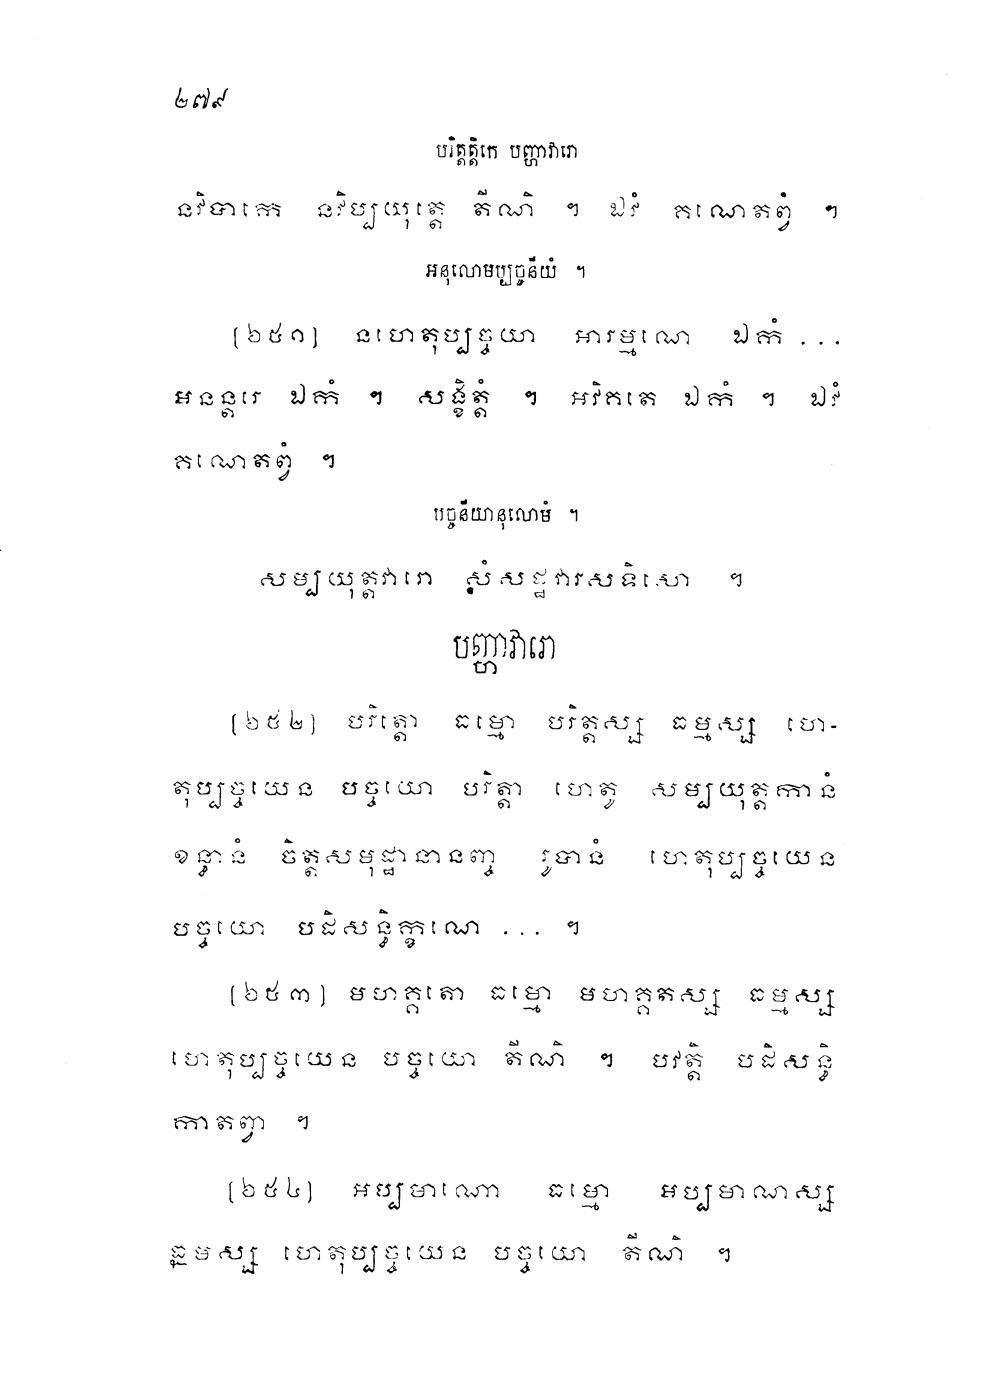 ២៧៩
បរិត្តត្តិកេ បញ្ហាវារោ
នវិបាកេ នវិប្បយុត្តេ តីណិ ។ ឯវំ គណេតព្វំ ។
អនុលោមប្បច្ចនីយំ ។
(៦៥១) នហេតុប្បច្ចយា អារម្មណេ ឯកំ ...
អនន្តរេ ឯកំ ។ សង្ខិត្តំ ។ អវិគតេ ឯកំ ។ ឯវំ
គណេតព្វំ ។
បច្ចនីយានុលោមំ ។
សម្បយុត្តវារោ សំសដ្ឋវារសទិសោ ។
បញ្ហាវារោ
(៦៥២) បរិត្តោ ធម្មោ បរិត្តស្ស ធម្មស្ស ហេ-
តុប្បច្ចយេន បច្ចយោ បរិត្តា ហេតូ សម្បយុត្តកានំ
ខន្ធានំ ចិត្តសមុដ្ឋានានញ្ច រូបានំ ហេតុប្បច្ចយេន
បច្ចយោ បដិសន្ធិក្ខណេ ... ។
(៦៥៣) មហគ្គតោ ធម្មោ មហគ្គតស្ស ធម្មស្ស
ហេតុប្បច្ចយេន បច្ចយោ តីណិ ។ បវត្តិ បដិសន្ធិ
កាតព្វា ។
(៦៥៤) អប្បមាណោ ធម្មោ អប្បមាណស្ស
ធម្មស្ស ហេតុប្បច្ចយេន បច្ចយោ តីណិ ។